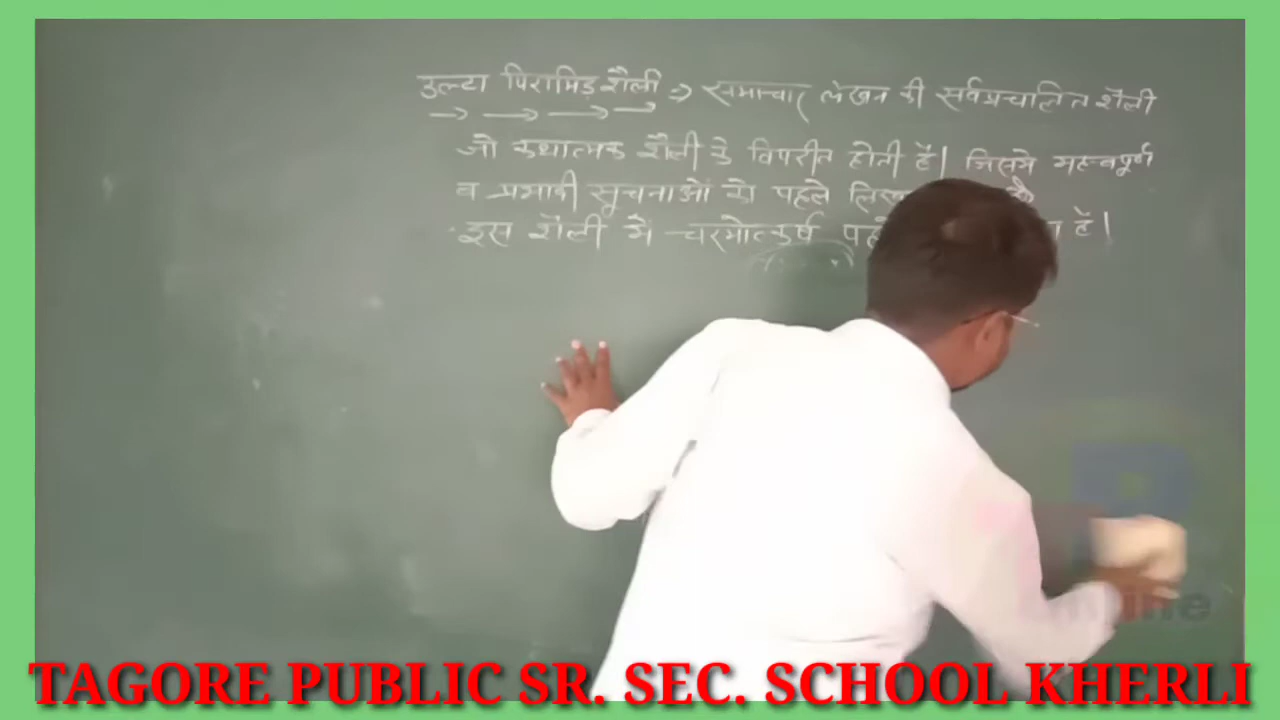 उल्टा पिरामिड शैली => समाचार लेखन की सर्वप्रचलित शैली
जो कथात्मक शैली के विपरीत होती है। जिसमे महत्वपूर्ण
व प्रभावी सूचनाओं को पहले
इस शैली में चरमोत्कर्ष है।
TAGORE PUBLIC SR. SEC. SCHOOL KHERLI